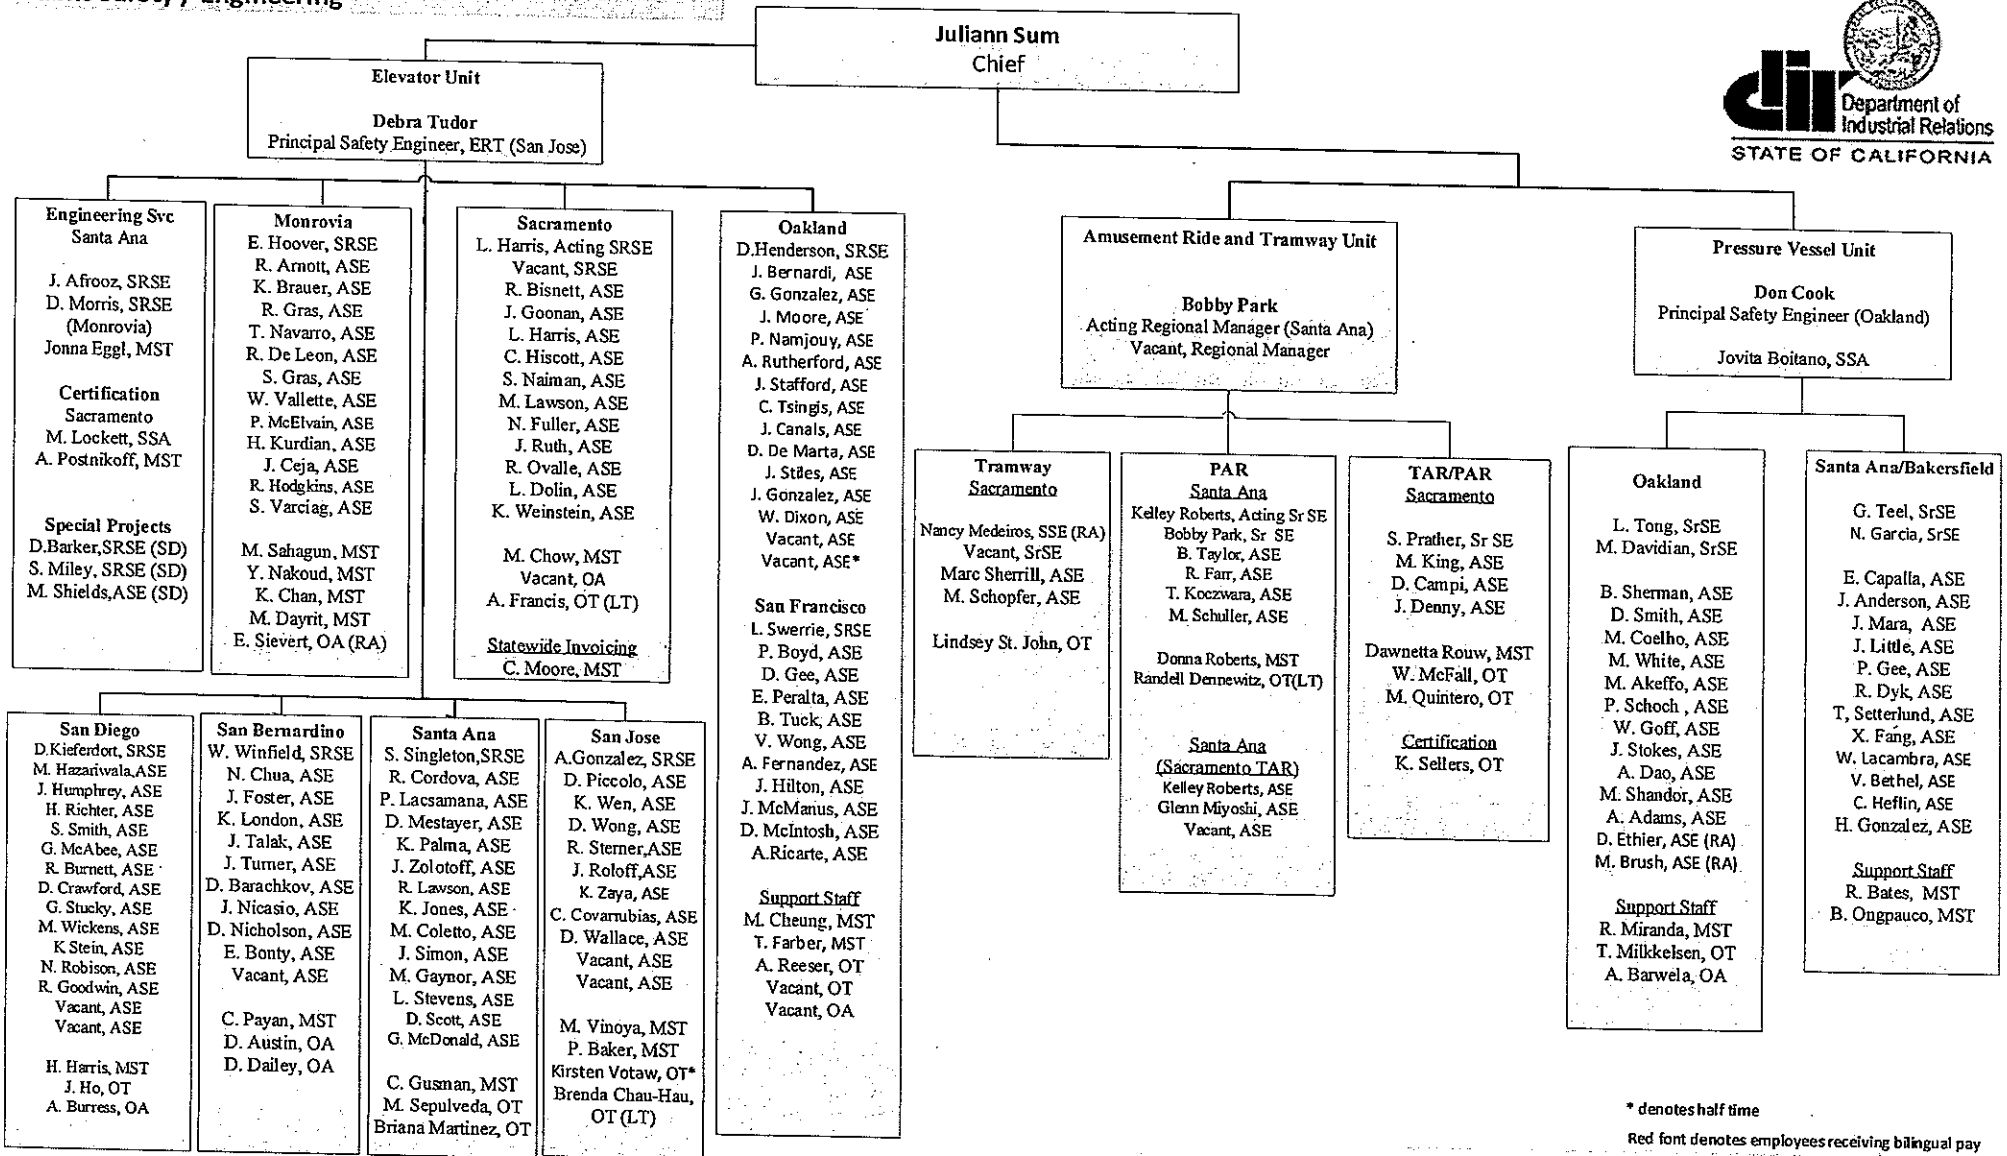 Safety / Engineering
Juliann Sum
Chief
Department of
Industrial Relations
STATE OF CALIFORNIA
Elevator Unit
Debra Tudor
Principal Safety Engineer, ERT (San Jose)
Engineering Svc
Santa Ana
J. Afrooz, SRSE
D. Morris, SRSE
(Monrovia)
Jonna Eggl, MST
Certification
Sacramento
M. Lockett, SSA
A. Postnikoff, MST
Special Projects
D.Barker,SRSE (SD)
S. Miley, SRSE (SD)
M. Shields,ASE (SD)
Monrovia
E. Hoover, SRSE
R. Arnott, ASE
K. Brauer, ASE
R. Gras, ASE
T. Navarro, ASE
R. De Leon, ASE
S. Gras, ASE
W. Vallette, ASE
P. McElvain, ASE
H. Kurdian, ASE
J. Ceja, ASE
R. Hodgkins, ASE
S. Varciag, ASE
M. Sahagun, MST
Y. Nakoud, MST
K. Chan, MST
M. Dayrit, MST
E. Sievert, OA (RA)
Sacramento
L. Harris, Acting SRSE
Vacant, SRSE
R. Bisnett, ASE
J. Goonan, ASE
L. Harris, ASE
C. Hiscott, ASE
S. Naiman, ASE
M. Lawson, ASE
N. Fuller, ASE
J. Ruth, ASE
R. Ovalle, ASE
L. Dolin, ASE
K. Weinstein, ASE
M. Chow, MST
Vacant, OA
A. Francis, OT (LT)
Statewide Invoicing
C. Moore, MST
Oakland
D.Henderson, SRSE
J. Bernardi, ASE
G. Gonzalez, ASE
J. Moore, ASE
P. Namjouy, ASE
A. Rutherford, ASE
J. Stafford, ASE
C. Tsingis, ASE
J. Canals, ASE
D. De Marta, ASE
J. Stiles, ASE
J. Gonzalez, ASE
W. Dixon, ASE
Vacant, ASE
Vacant, ASE*
San Francisco
L. Swerrie, SRSE
P. Boyd, ASE
D. Gee, ASE
E. Peralta, ASE
B. Tuck, ASE
V. Wong, ASE
A. Fernandez, ASE
J. Hilton, ASE
J. McManus, ASE
D. McIntosh, ASE
A.Ricarte, ASE
Support Staff
M. Cheung, MST
T. Farber, MST
A. Reeser, OT
Vacant, OT
Vacant, OA
San Diego
D.Kieferdort, SRSE
M. Hazariwala,ASE
J. Humphrey, ASE
H. Richter, ASE
S. Smith, ASE
G. McAbee, ASE
R. Burnett, ASE
D. Crawford, ASE
G. Stucky, ASE
M. Wickens, ASE
K Stein, ASE
N. Robison, ASE
R. Goodwin, ASE
Vacant, ASE
Vacant, ASE
H. Harris, MST
J. Ho, OT
A. Burress, OA
San Bernardino
W. Winfield, SRSE
N. Chua, ASE
J. Foster, ASE
K. London, ASE
J. Talak, ASE
J. Turner, ASE
D. Barachkov, ASE
J. Nicasio, ASE
D. Nicholson, ASE
E. Bonty, ASE
Vacant, ASE
C. Payan, MST
D. Austin, OA
D. Dailey, OA
Santa Ana
S. Singleton,SRSE
R. Cordova, ASE
P. Lacsamana, ASE
D. Mestayer, ASE
K. Palma, ASE
J. Zolotoff, ASE
R. Lawson, ASE
K. Jones, ASE
M. Coletto, ASE
J. Simon, ASE
M. Gaynor, ASE
L. Stevens, ASE
D. Scott, ASE
G. McDonald, ASE
C. Gusman, MST
M. Sepulveda, OT
Briana Martinez, OT
San Jose
A.Gonzalez, SRSE
D. Piccolo, ASE
K. Wen, ASE
D. Wong, ASE
R. Sterner,ASE
J. Roloff,ASE
K. Zaya, ASE
C. Covarrubias, ASE
D. Wallace, ASE
Vacant, ASE
Vacant, ASE
M. Vinoya, MST
P. Baker, MST
Kirsten Votaw, OT*
Brenda Chau-Hau,
OT (LT)
Amusement Ride and Tramway Unit
Bobby Park
Acting Regional Manager (Santa Ana)
Vacant, Regional Manager
Tramway
Sacramento
Nancy Medeiros, SSE (RA)
Vacant, SrSE
Marc Sherrill, ASE
M. Schopfer, ASE
Lindsey St. John, OT
PAR
Santa Ana
Kelley Roberts, Acting Sr SE
Bobby Park, Sr SE
B. Taylor, ASE
R. Farr, ASE
T. Koczwara, ASE
M. Schuller, ASE
Donna Roberts, MST
Randell Dennewitz, OT(LT)
Santa Ana
(Sacramento TAR)
Kelley Roberts, ASE
Glenn Miyoshi, ASE
Vacant, ASE
TAR/PAR
Sacramento
S. Prather, Sr SE
M. King, ASE
D. Campi, ASE
J. Denny, ASE
Dawnetta Rouw, MST
W. McFall, OT
M. Quintero, OT
Certification
K. Sellers, OT
Pressure Vessel Unit
Don Cook
Principal Safety Engineer (Oakland)
Jovita Boitano, SSA
Oakland
L. Tong, SrSE
M. Davidian, SrSE
B. Sherman, ASE
D. Smith, ASE
M. Coelho, ASE
M. White, ASE
M. Akeffo, ASE
P. Schoch , ASE
W. Goff, ASE
J. Stokes, ASE
A. Dao, ASE
M. Shandor, ASE
A. Adams, ASE
D. Ethier, ASE (RA)
M. Brush, ASE (RA)
Support Staff
R. Miranda, MST
T. Milkkelsen, OT
A. Barwela, OA
Santa Ana/Bakersfield
G. Teel, SrSE
N. Garcia, SrSE
E. Capalla, ASE
J. Anderson, ASE
J. Mara, ASE
J. Little, ASE
P. Gee, ASE
R. Dyk, ASE
T, Setterlund, ASE
X. Fang, ASE
W. Lacambra, ASE
V. Bethel, ASE
C. Heflin, ASE
H. Gonzalez, ASE
Support Staff
R. Bates, MST
B. Ongpauco, MST
* denotes half time
Red font denotes employees receiving bilingual pay